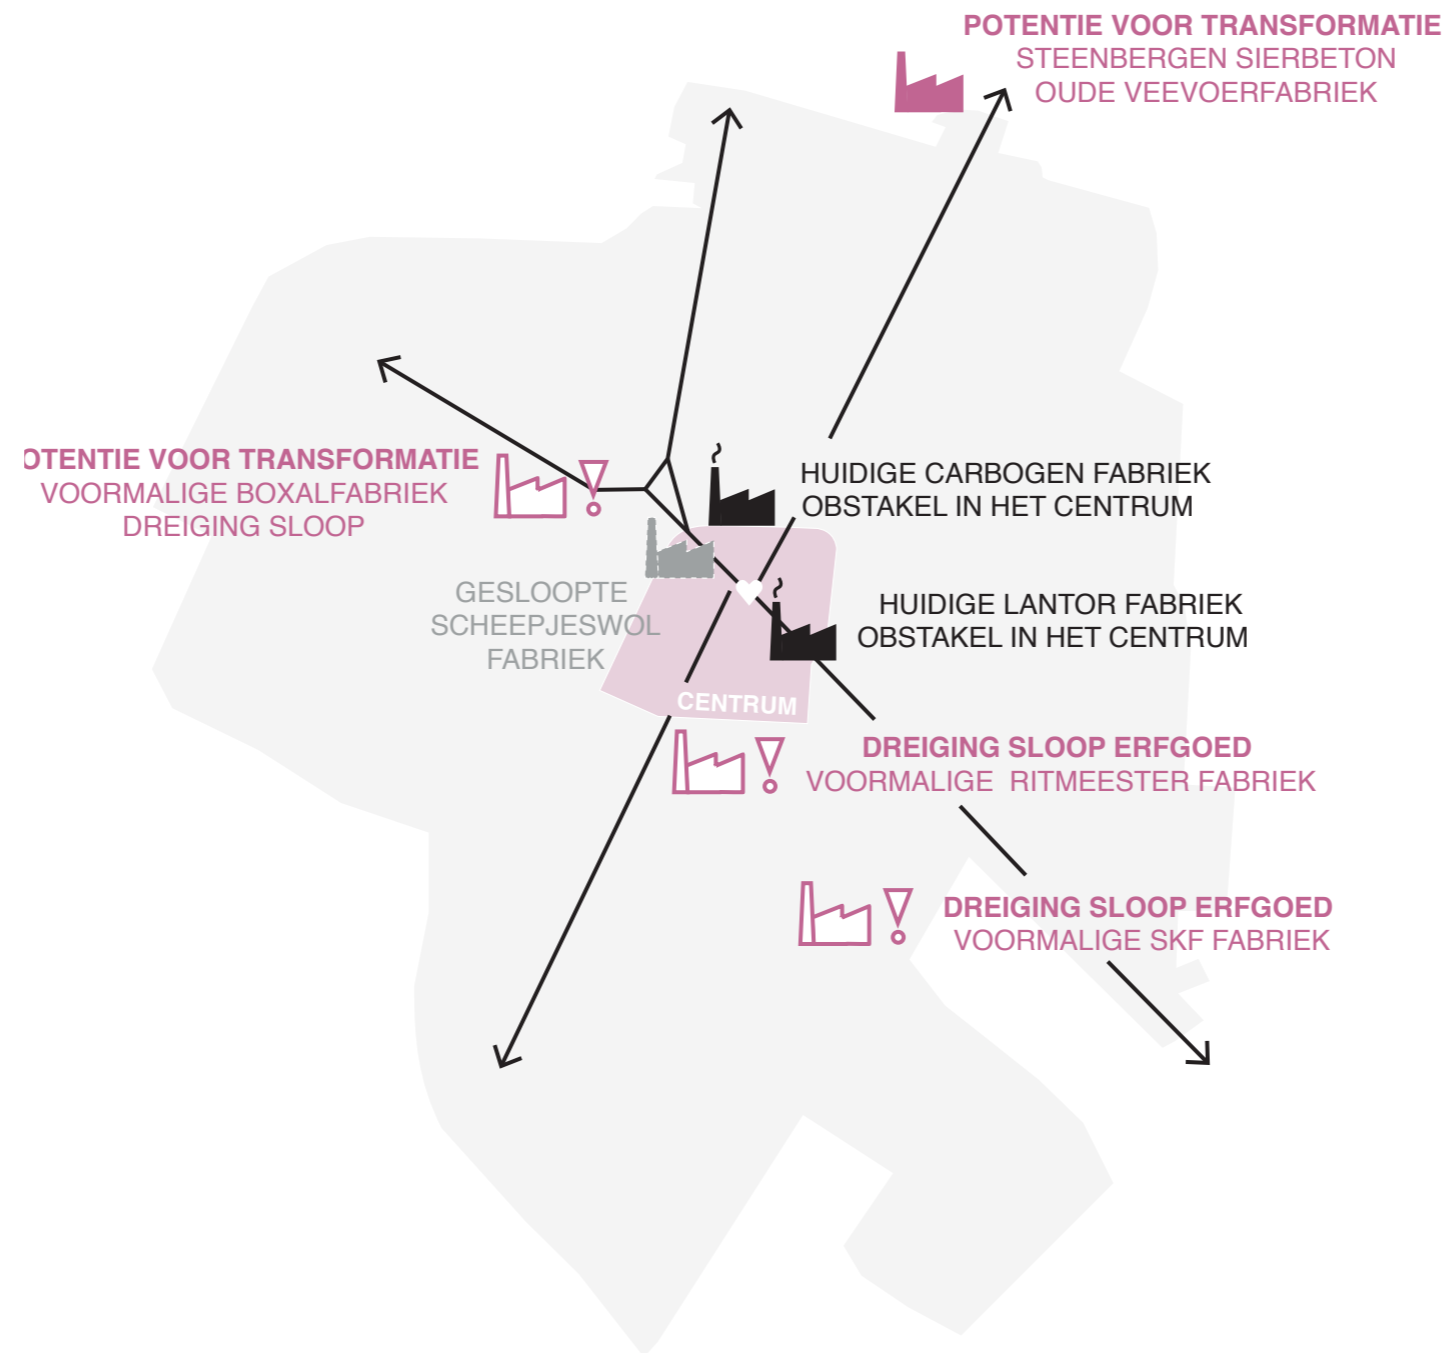 POTENTIE VOOR TRANSFORMATIE
STEENBERGEN SIERBETON
OUDE VEEVOERFABRIEK
OTENTIE VOOR TRANSFORMATIE
VOORMALIGE BOXALFABRIEK
DREIGING SLOOP
HUIDIGE CARBOGEN FABRIEK
OBSTAKEL IN HET CENTRUM
GESLOOPTE
SCHEEPJESWOL
FABRIEK
HUIDIGE LANTOR FABRIEK
OBSTAKEL IN HET CENTRUM
CENTRUM
DREIGING SLOOP ERFGOED
VOORMALIGE RITMEESTER FABRIEK
DREIGING SLOOP ERFGOED
VOORMALIGE SKF FABRIEK